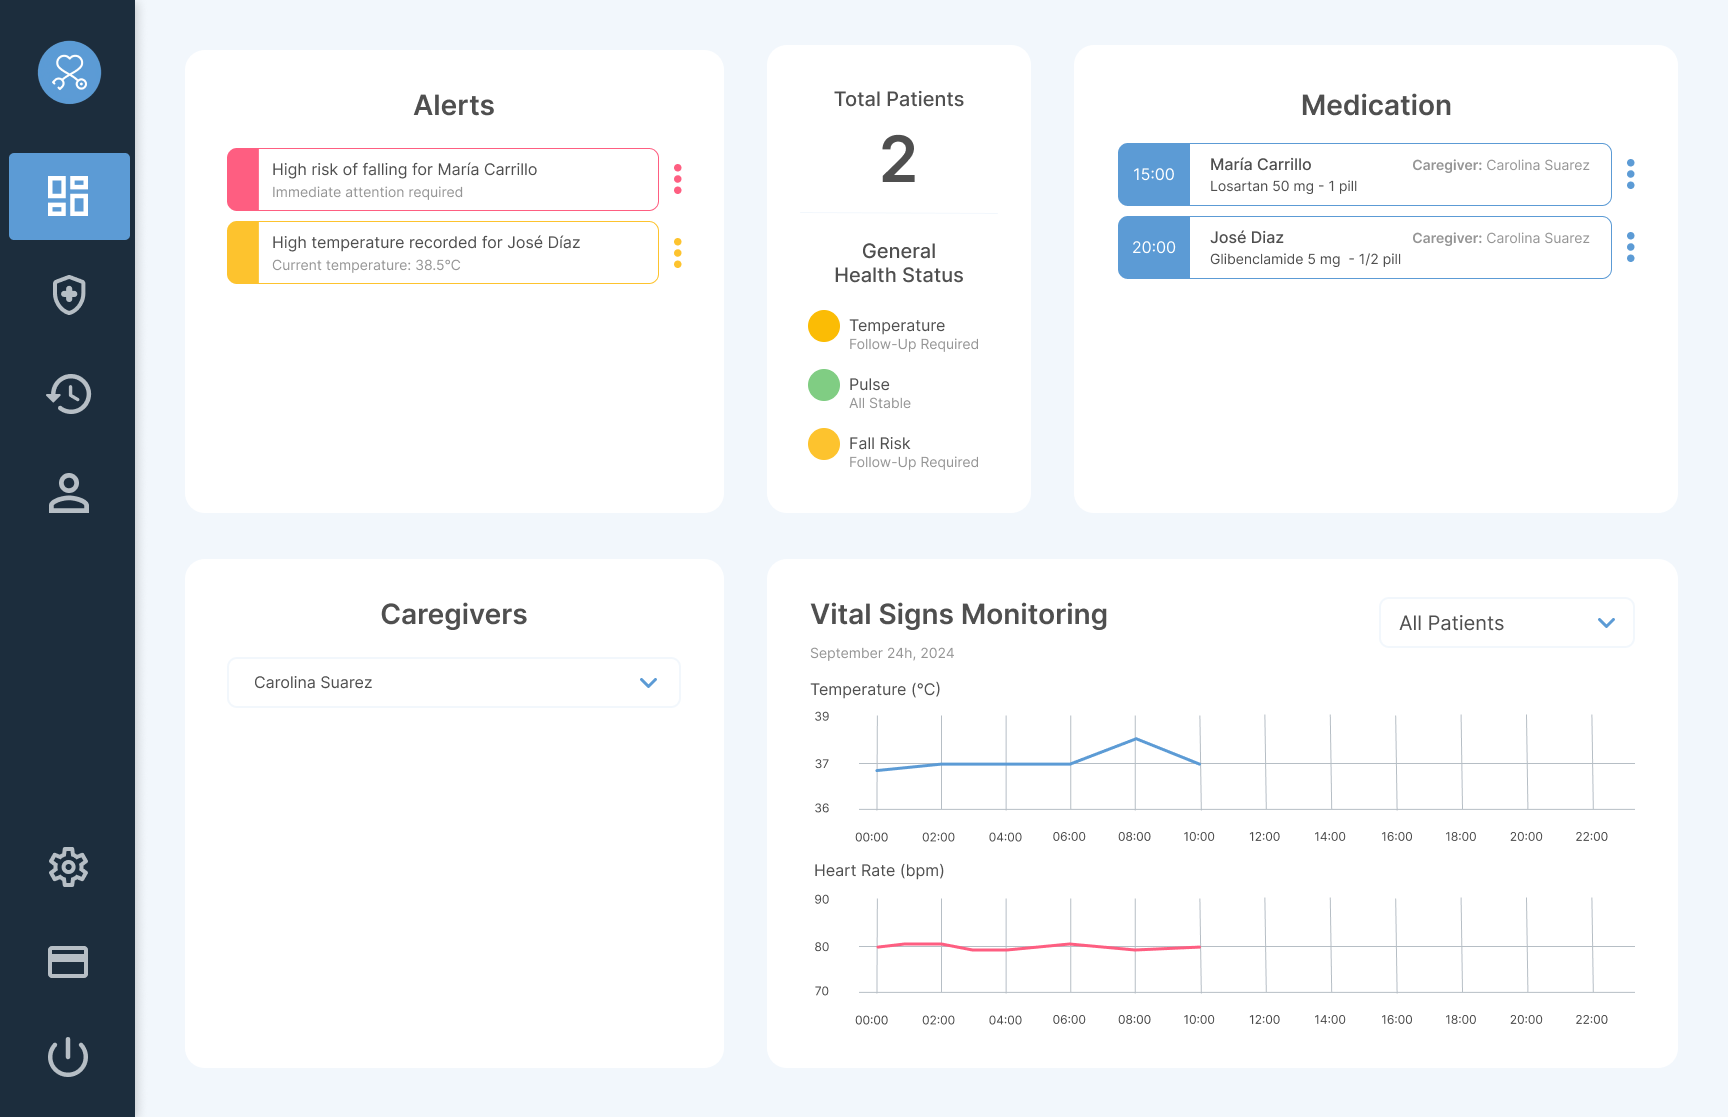 Alerts
High risk of falling for María Carrillo
Immediate attention required
High temperature recorded for José Díaz
Current temperature: 38.5°C
Total Patients
2
General
Health Status
Temperature
Follow-Up Required
Pulse
All Stable
Fall Risk
Follow-Up Required
Medication
15:00
María Carrillo
Caregiver: Carolina Suarez
Losartan 50 mg - 1 pill
20:00
José Diaz
Caregiver: Carolina Suarez
Glibenclamide 5 mg - 1/2 pill
Caregivers
Carolina Suarez
Vital Signs Monitoring
All Patients
September 24h, 2024
Temperature (°C)
39
37
36
00:00 02:00 04:00 06:00 08:00 10:00 12:00 14:00 16:00 18:00 20:00 22:00
Heart Rate (bpm)
90
80
70
00:00 02:00 04:00 06:00 08:00 10:00 12:00 14:00 16:00 18:00 20:00 22:00